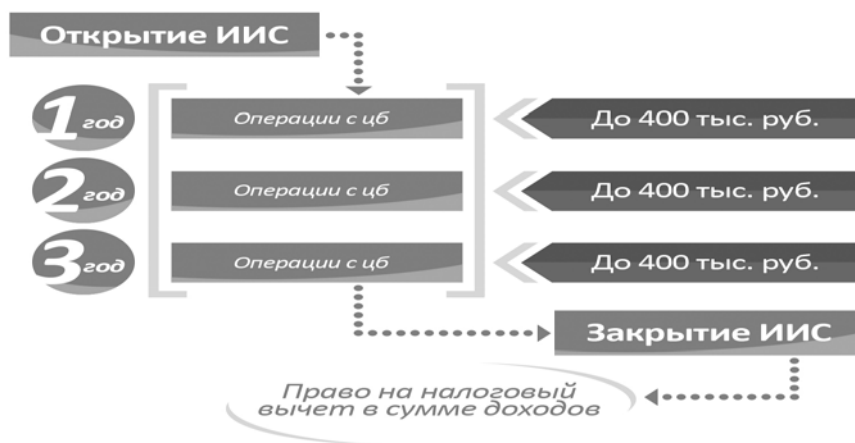 Открытие ИИС
1 год
Операции с цб
До 400 тыс. руб.
2 год
Операции с цб
До 400 тыс. руб.
3 год
Операции с цб
До 400 тыс. руб.
Закрытие ИИС
Право на налоговый
вычет в сумме доходов